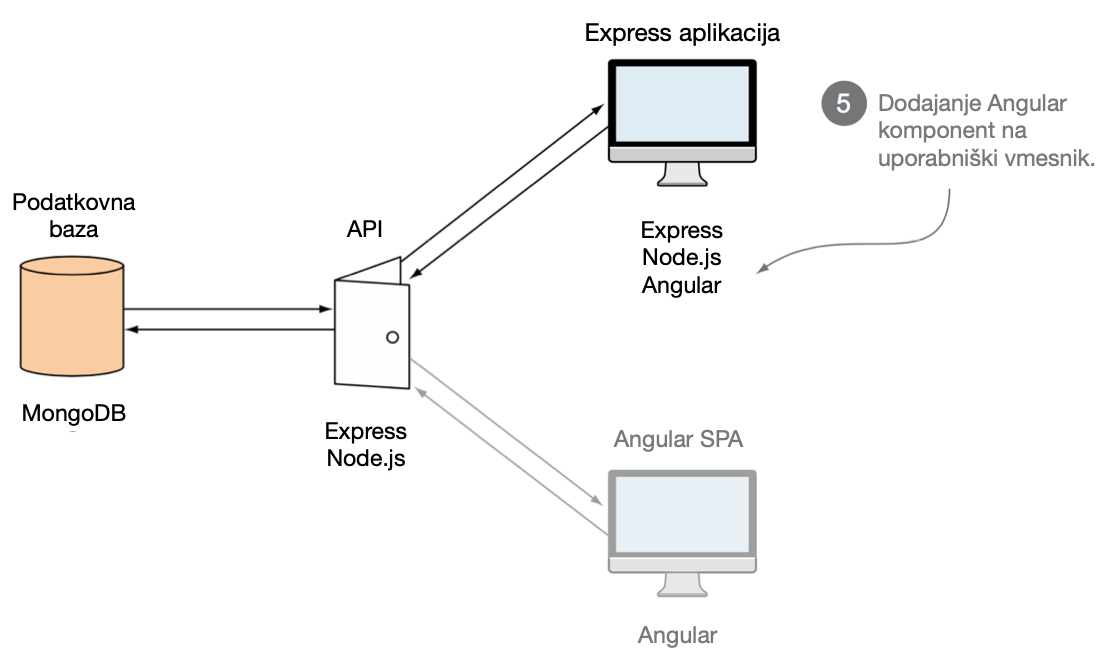 Express aplikacija
5
Dodajanje Angular
komponent na
uporabniški vmesnik.
Podatkovna
baza
API
Express
Node.js
Angular
MongoDB
Express
Node.js
Angular SPA
Angular